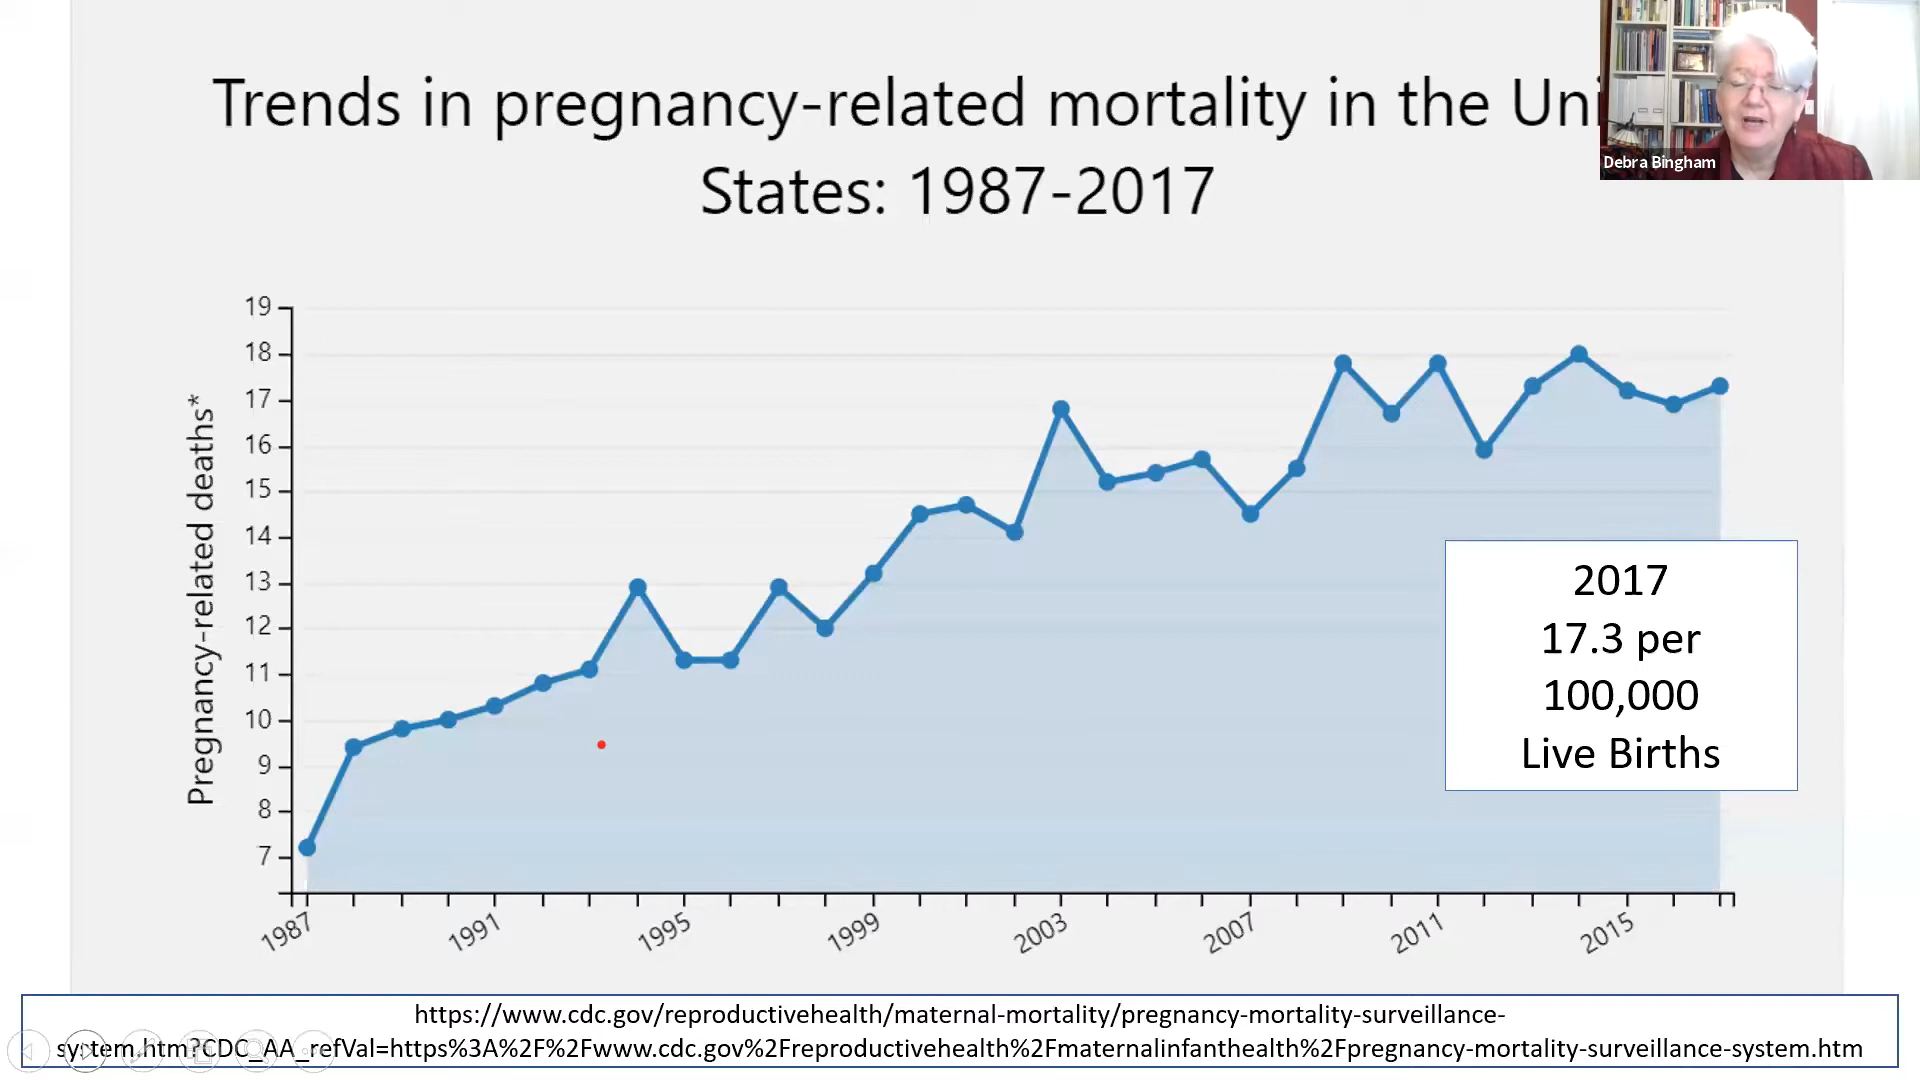 Trends in pregnancy-related mortality in the Uni
States: 1987-2017
Debra Bingham
Pregnancy-related deaths*
19
18
17
16
15
14
13
12
11
10
9
8
7
1987
1991
1995
1999
2003
2007
2011
2015
2017
17.3 per
100,000
Live Births
https://www.cdc.gov/reproductivehealth/maternal-mortality/pregnancy-mortality-surveillance-
system.htm?CDC_AA_refVal=https%3A%2F%2Fwww.cdc.gov%2Freproductivehealth%2Fmaternalinfanthealth%2Fpregnancy-mortality-surveillance-system.htm